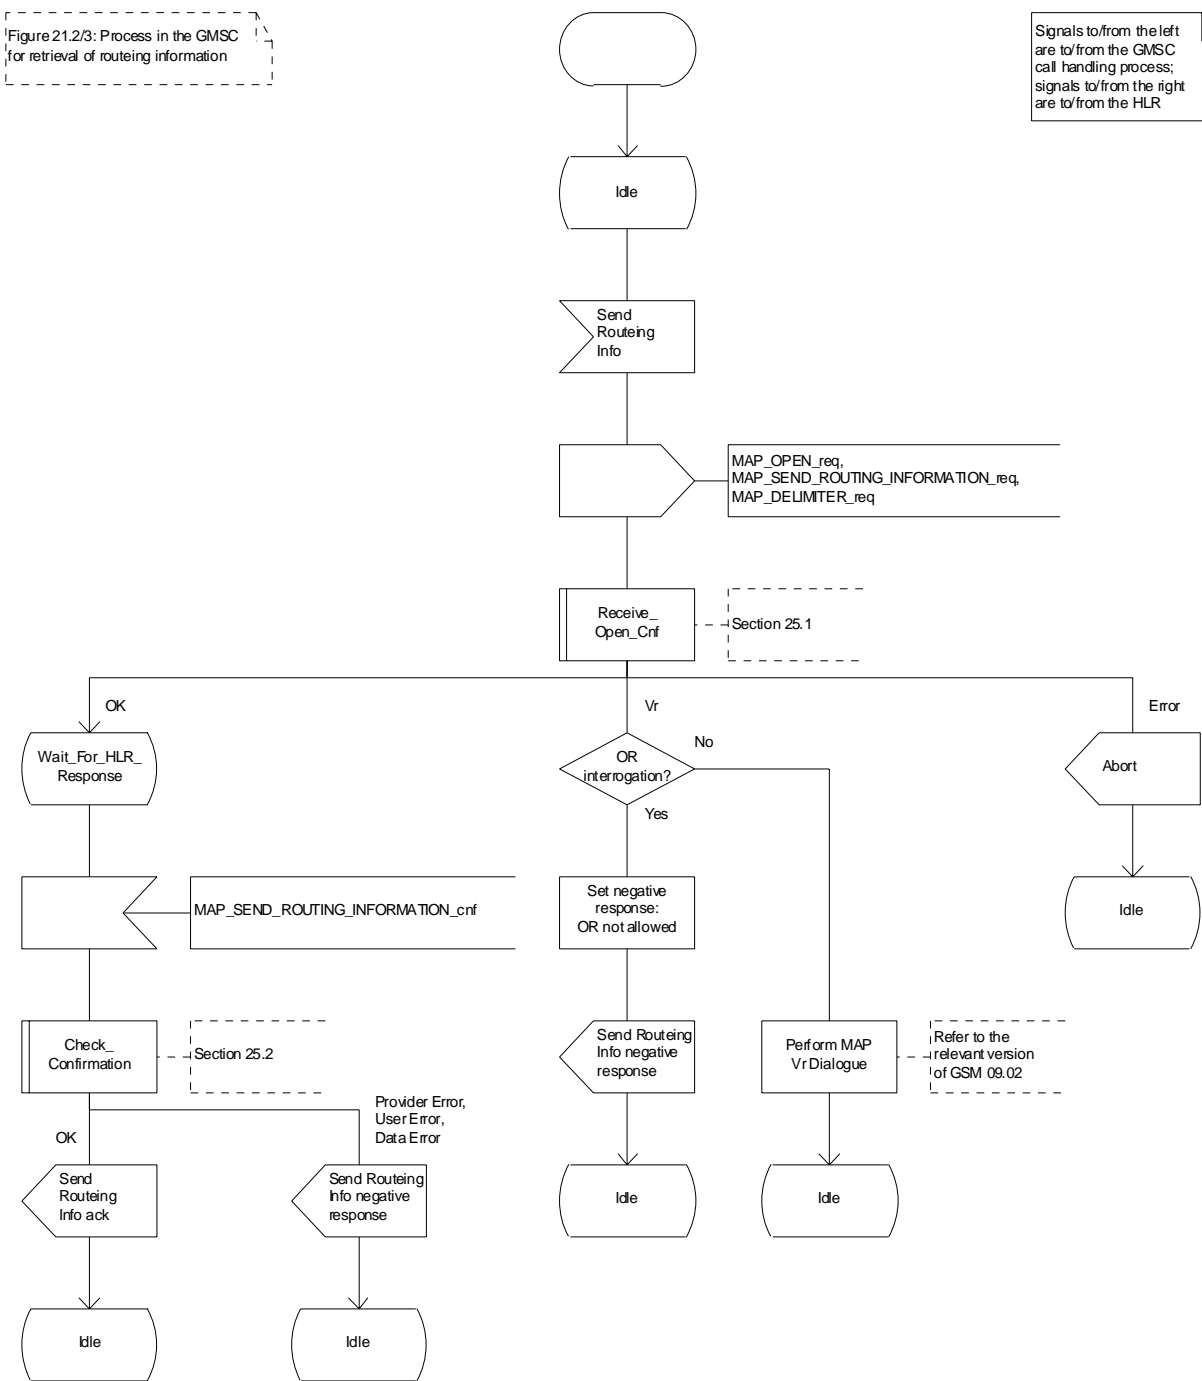 Figure 21.2/3: Process in the GMSC
for retrieval of routeing information
Signals to/from the left
are to/from the GMSC
call handling process;
signals to/from the right
are to/from the HLR
Idle
Send
Routeing
Info
MAP_OPEN_req,
MAP_SEND_ROUTING_INFORMATION_req,
MAP_DELIMITER_req
Receive_
Open_Cnf
Section 25.1
OK
Vr
Error
Wait_For_HLR_
Response
OR
interrogation?
No
Yes
Abort
MAP_SEND_ROUTING_INFORMATION_cnf
Set negative
response:
OR not allowed
Idle
Check_
Confirmation
Section 25.2
Send Routeing
Info negative
response
Perform MAP
Vr Dialogue
Refer to the
relevant version
of GSM 09.02
OK
Provider Error,
User Error,
Data Error
Send
Routeing
Info ack
Send Routeing
Info negative
response
Idle
Idle
Idle
Idle